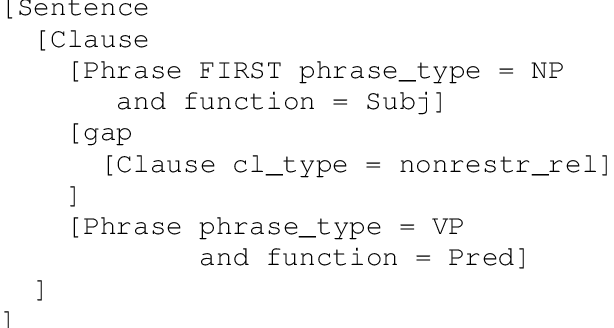 [Sentence
[Clause
[Phrase FIRST phrase_type = NP
and function = Subj]
[gap
[Clause cl_type = nonrestr_rel]
]
[Phrase phrase_type = VP
and function = Pred]
]
]